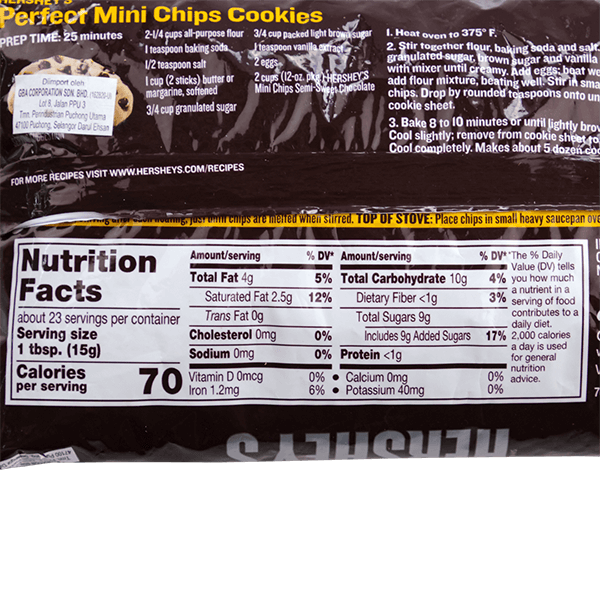 HERSHEY'S
Perfect Mini Chips Cookies
PREP TIME: 25 minutes
2-1/4 cups all-purpose flour
1 teaspoon baking soda
1/2 teaspoon salt
1 cup (2 sticks) butter or
margarine, softened
3/4 cup granulated sugar
3/4 cup packed light brown sugar
1 teaspoon vanilla extract
2 eggs
2 cups (12-oz. pkg.) HERSHEY'S
Mini Chips Semi-Sweet Chocolate
1. Heat oven to 375° F.
2. Stir together flour, baking soda and salt.
granulated sugar, brown sugar and vanilla
with mixer until creamy. Add eggs; beat we
add flour mixture, beating well. Stir in sma
chips. Drop by rounded teaspoons onto un
cookie sheet.
3. Bake 8 to 10 minutes or until lightly brow
Cool slightly; remove from cookie sheet to
Cool completely. Makes about 5 dozen coo
Diimport oleh
GBA CORPORATION SDN. BHD.
Lot 8, Jalan PPU 3
Tmn. Perindustrian Puchong Utama
47100 Puchong, Selangor Darul Ehsan
FOR MORE RECIPES VISIT WWW.HERSHEYS.COM/RECIPES
after each heating, just until chips are melted when stirred. TOP OF STOVE: Place chips in small heavy saucepan ove
Nutrition
Facts
about 23 servings per container
Serving size
1 tbsp. (15g)
Calories
per serving 70
Amount/serving % DV*
Total Fat 4g 5%
Saturated Fat 2.5g 12%
Trans Fat 0g
Cholesterol 0mg 0%
Sodium 0mg 0%
Amount/serving % DV*
Total Carbohydrate 10g 4%
Dietary Fiber <1g 3%
Total Sugars 9g
Includes 9g Added Sugars 17%
Protein <1g
Vitamin D 0mcg 0% • Calcium 0mg 0%
Iron 1.2mg 6% • Potassium 40mg 0%
*The % Daily
Value (DV) tells
you how much
a nutrient in a
serving of food
contributes to a
daily diet.
2,000 calories
a day is used
for general
nutrition
advice.
HERSHEY'S